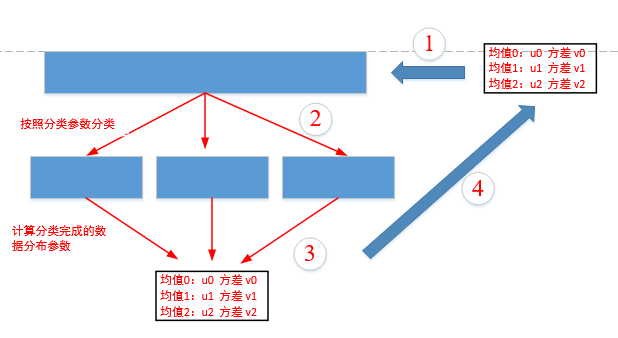 1
均值0：u0 方差 v0
均值1：u1 方差 v1
均值2：u2 方差 v2
按照分类参数分类
2
4
计算分类完成的数
据分布参数
3
均值0：u0 方差 v0
均值1：u1 方差 v1
均值2：u2 方差 v2